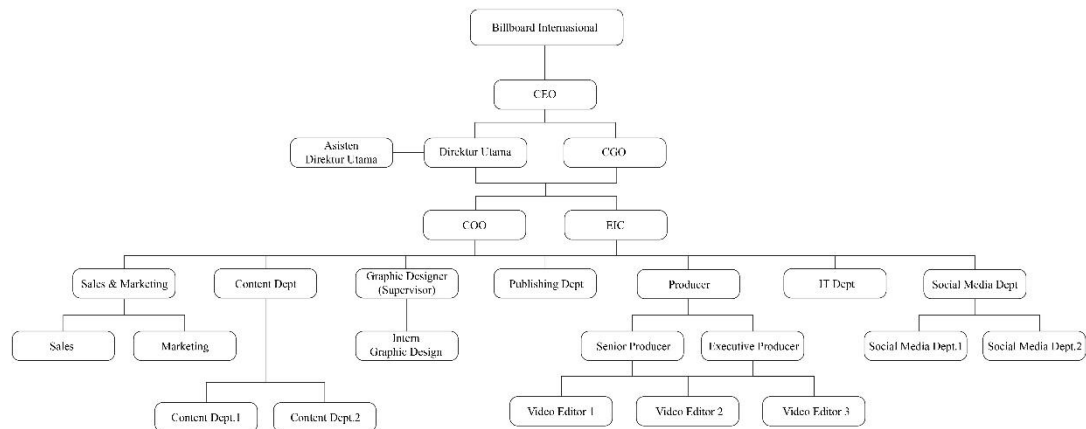 Billboard Internasional
CEO
Asisten
Direktur Utama
Direktur Utama
CGO
COO
EIC
Sales & Marketing
Content Dept
Graphic Designer
(Supervisor)
Publishing Dept
Producer
IT Dept
Social Media Dept
Sales
Marketing
Intern
Graphic Design
Senior Producer
Executive Producer
Social Media Dept.1
Social Media Dept.2
Content Dept.1
Content Dept.2
Video Editor 1
Video Editor 2
Video Editor 3